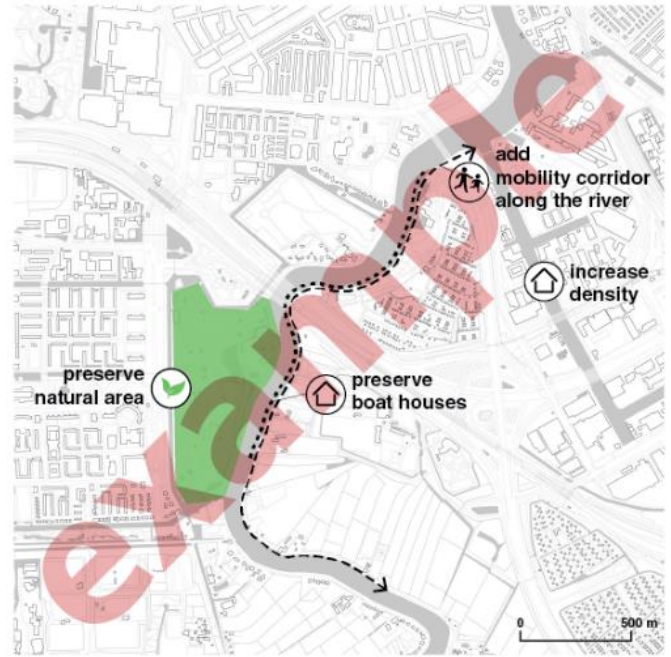 example
add
mobility corridor
along the river
increase
density
preserve
natural area
preserve
boat houses
0
500 m